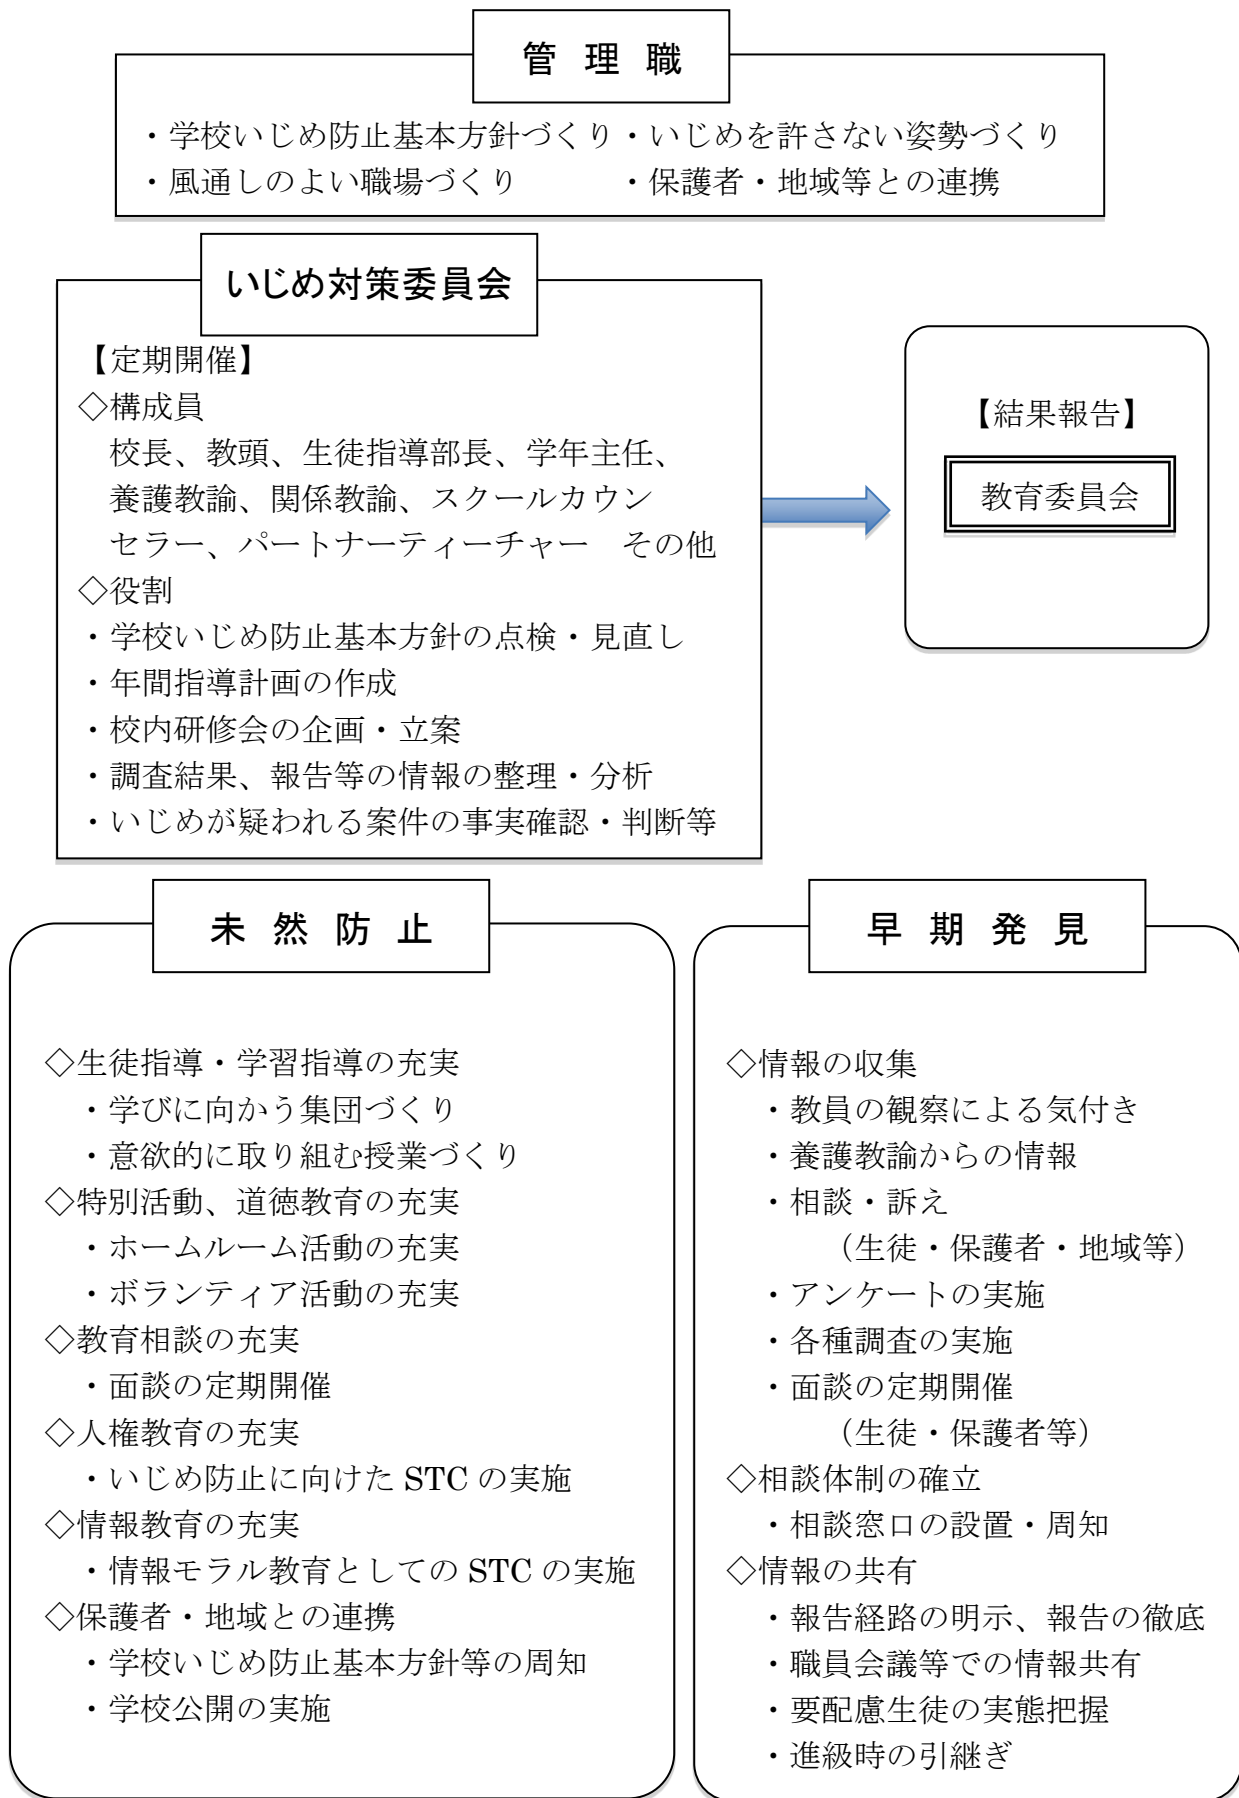 管 理 職
・学校いじめ防止基本方針づくり・いじめを許さない姿勢づくり
・風通しのよい職場づくり　　　・保護者・地域等との連携
いじめ対策委員会
【定期開催】
◇構成員
校長、教頭、生徒指導部長、学年主任、
養護教諭、関係教諭、スクールカウン
セラー、パートナーティーチャー　その他
◇役割
・学校いじめ防止基本方針の点検・見直し
・年間指導計画の作成
・校内研修会の企画・立案
・調査結果、報告等の情報の整理・分析
・いじめが疑われる案件の事実確認・判断等
【結果報告】
教育委員会
未 然 防 止
◇生徒指導・学習指導の充実
・学びに向かう集団づくり
・意欲的に取り組む授業づくり
◇特別活動、道徳教育の充実
・ホームルーム活動の充実
・ボランティア活動の充実
◇教育相談の充実
・面談の定期開催
◇人権教育の充実
・いじめ防止に向けた STC の実施
◇情報教育の充実
・情報モラル教育としての STC の実施
◇保護者・地域との連携
・学校いじめ防止基本方針等の周知
・学校公開の実施
早 期 発 見
◇情報の収集
・教員の観察による気付き
・養護教諭からの情報
・相談・訴え
（生徒・保護者・地域等）
・アンケートの実施
・各種調査の実施
・面談の定期開催
（生徒・保護者等）
◇相談体制の確立
・相談窓口の設置・周知
◇情報の共有
・報告経路の明示、報告の徹底
・職員会議等での情報共有
・要配慮生徒の実態把握
・進級時の引継ぎ